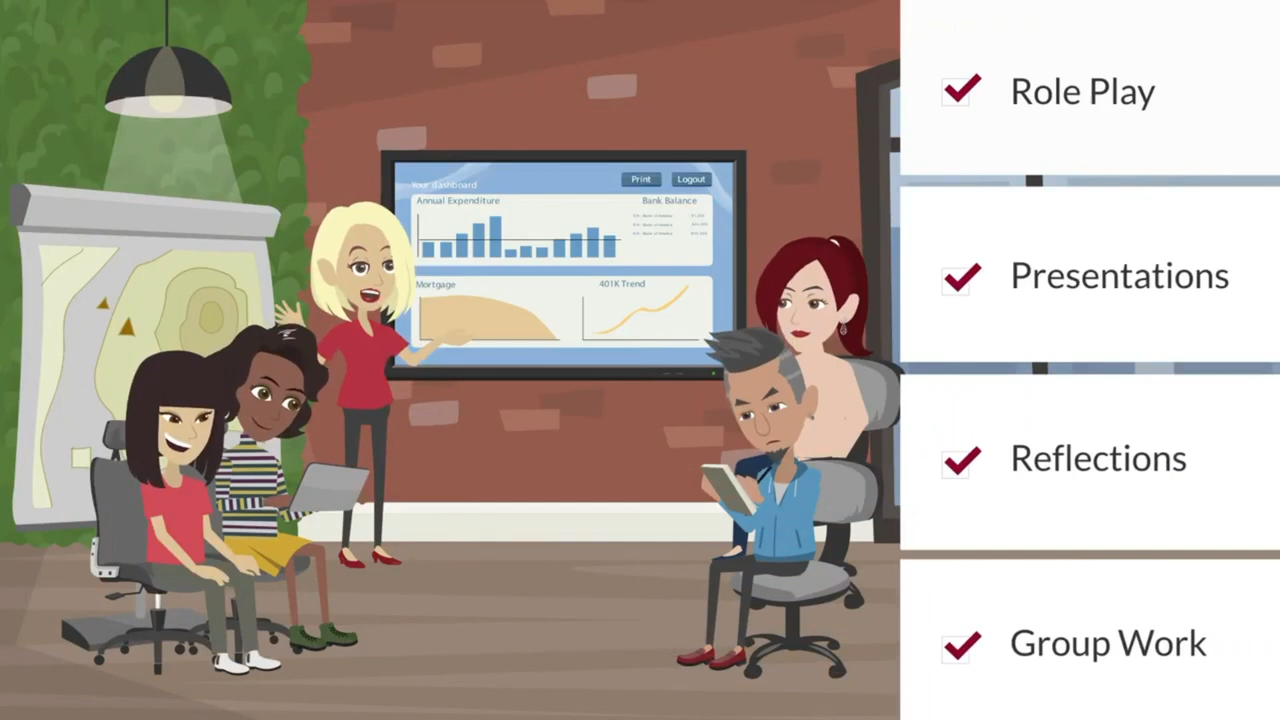 Role Play
Print
Logout
Your dashboard
Annual Expenditure
Bank Balance
Presentations
Mortgage
401K Trend
Reflections
Group Work